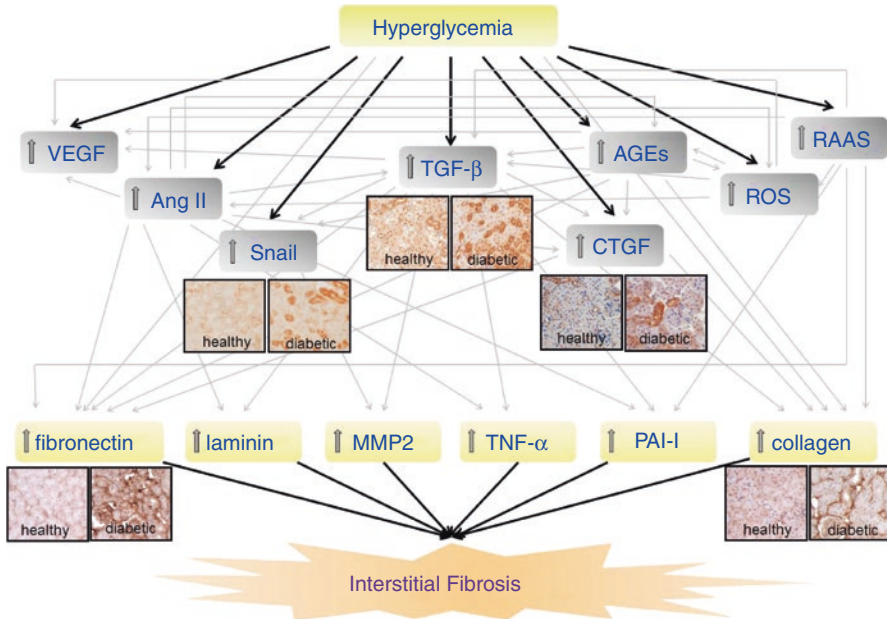 Hyperglycemia
⇧ VEGF
⇧ TGF-β
⇧ AGEs
⇧ RAAS
⇧ Ang II
⇧ ROS
⇧ Snail
⇧ CTGF
healthy
diabetic
healthy
diabetic
healthy
diabetic
⇧ fibronectin
⇧ laminin
⇧ MMP2
⇧ TNF-α
⇧ PAI-I
⇧ collagen
healthy
diabetic
healthy
diabetic
Interstitial Fibrosis